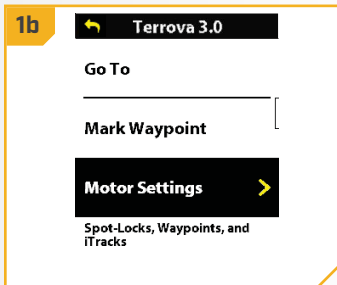 1b
Terrova 3.0
Go To
Mark Waypoint
Motor Settings
Spot-Locks, Waypoints, and
iTracks